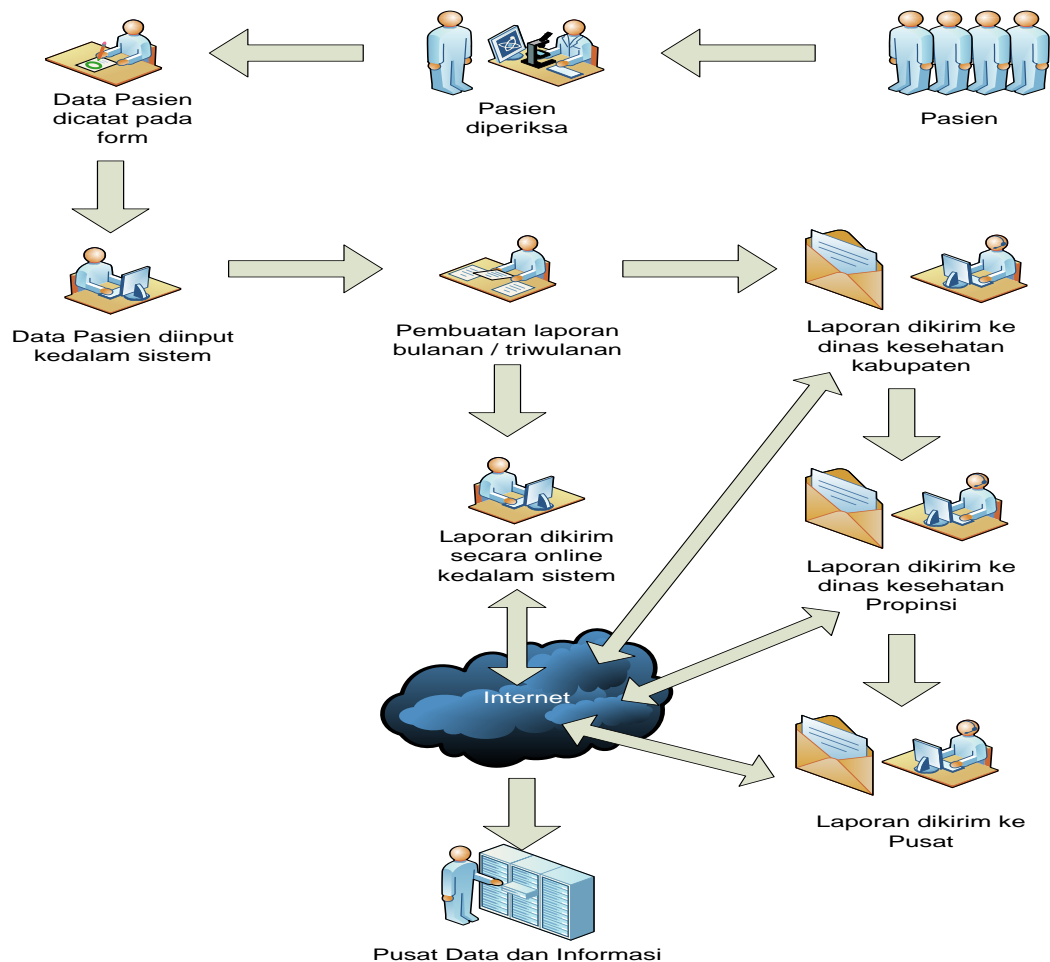 Data Pasien
dicatat pada
form
Pasien
diperiksa
Pasien
Data Pasien diinput
kedalam sistem
Pembuatan laporan
bulanan / triwulanan
Laporan dikirim ke
dinas kesehatan
kabupaten
Laporan dikirim
secara online
kedalam sistem
Laporan dikirim ke
dinas kesehatan
Propinsi
Internet
Laporan dikirim ke
Pusat
Pusat Data dan Informasi